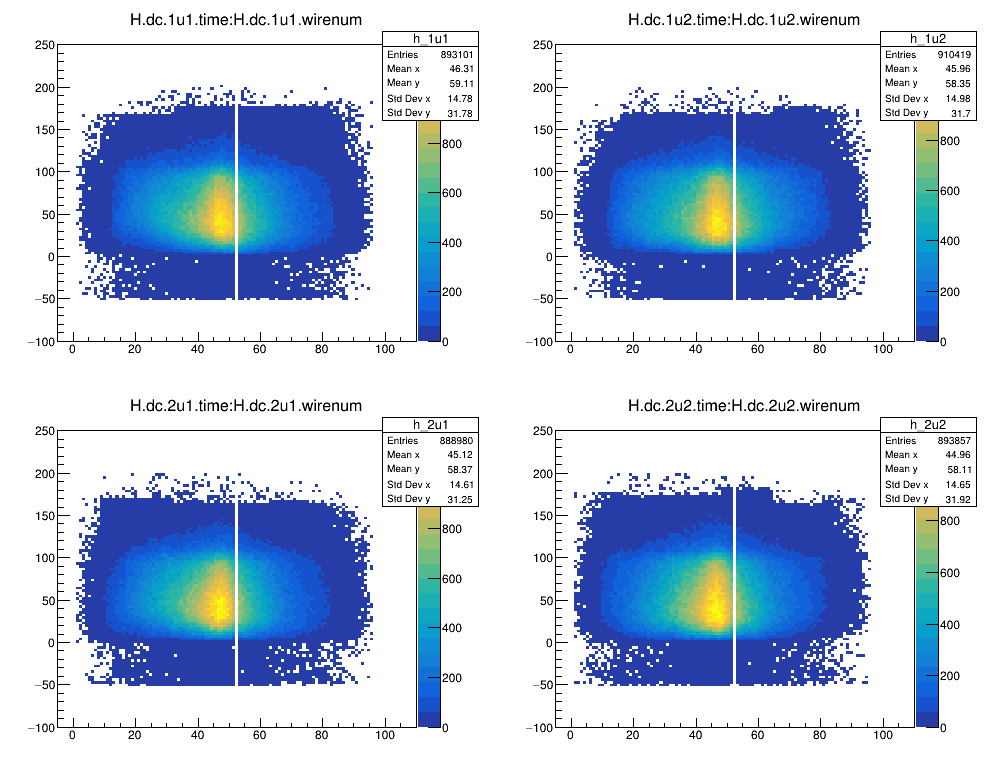 H.dc.1u1.time:H.dc.1u1.wirenum
h_1u1
Entries 893101
Mean x 46.31
Mean y 59.11
Std Dev x 14.78
Std Dev y 31.78
250
200
150
100
50
0
−50
−100
0 20 40 60 80 100
800
600
400
200
0
H.dc.1u2.time:H.dc.1u2.wirenum
h_1u2
Entries 910419
Mean x 45.96
Mean y 58.35
Std Dev x 14.98
Std Dev y 31.7
250
200
150
100
50
0
−50
−100
0 20 40 60 80 100
800
600
400
200
0
H.dc.2u1.time:H.dc.2u1.wirenum
h_2u1
Entries 888980
Mean x 45.12
Mean y 58.37
Std Dev x 14.61
Std Dev y 31.25
250
200
150
100
50
0
−50
−100
0 20 40 60 80 100
800
600
400
200
0
H.dc.2u2.time:H.dc.2u2.wirenum
h_2u2
Entries 893857
Mean x 44.96
Mean y 58.11
Std Dev x 14.65
Std Dev y 31.92
250
200
150
100
50
0
−50
−100
0 20 40 60 80 100
800
600
400
200
0